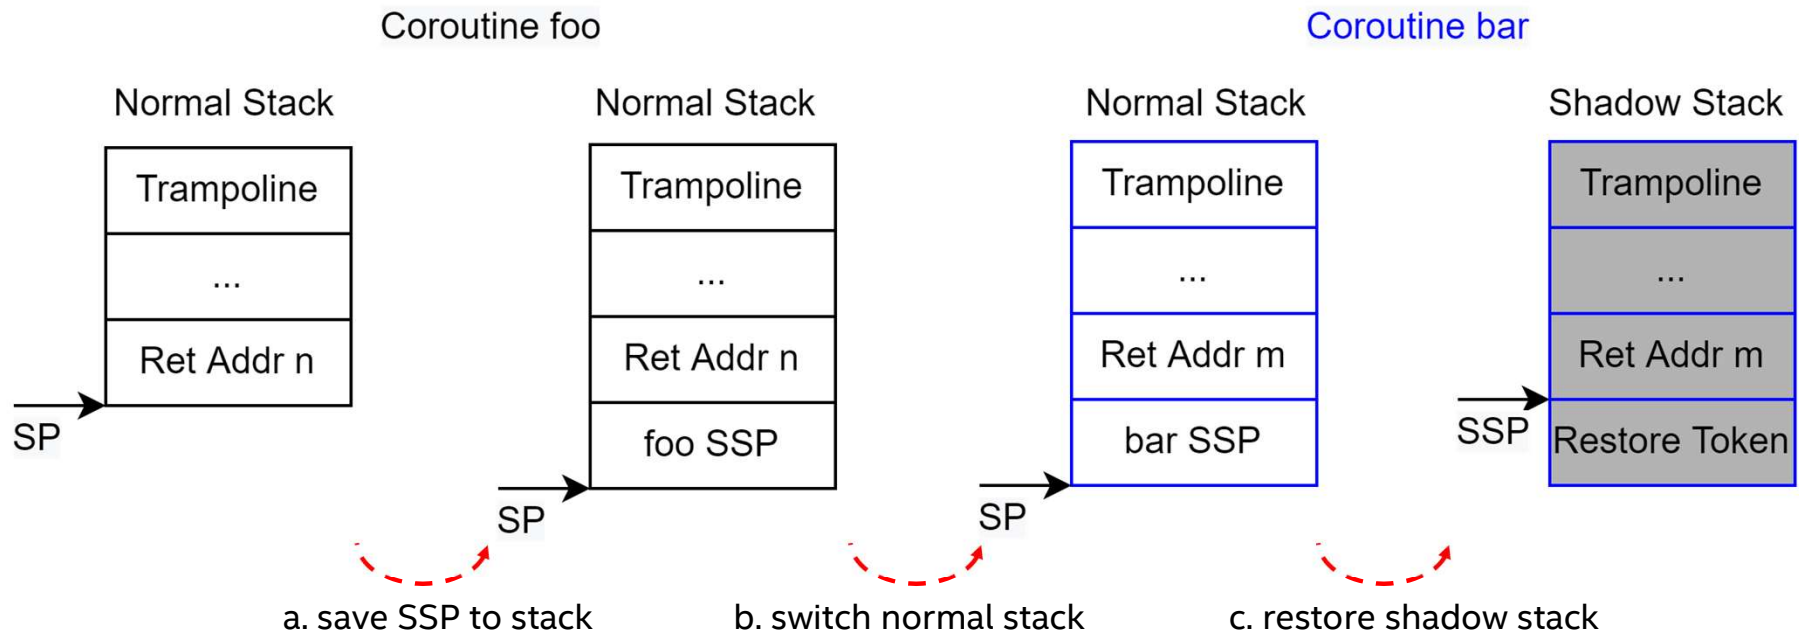 Coroutine foo
Coroutine bar
Normal Stack
Normal Stack
Normal Stack
Shadow Stack
Trampoline
...
Ret Addr n
SP
Trampoline
...
Ret Addr n
foo SSP
SP
Trampoline
...
Ret Addr m
bar SSP
SP
Trampoline
...
Ret Addr m
Restore Token
SSP
a. save SSP to stack
b. switch normal stack
c. restore shadow stack